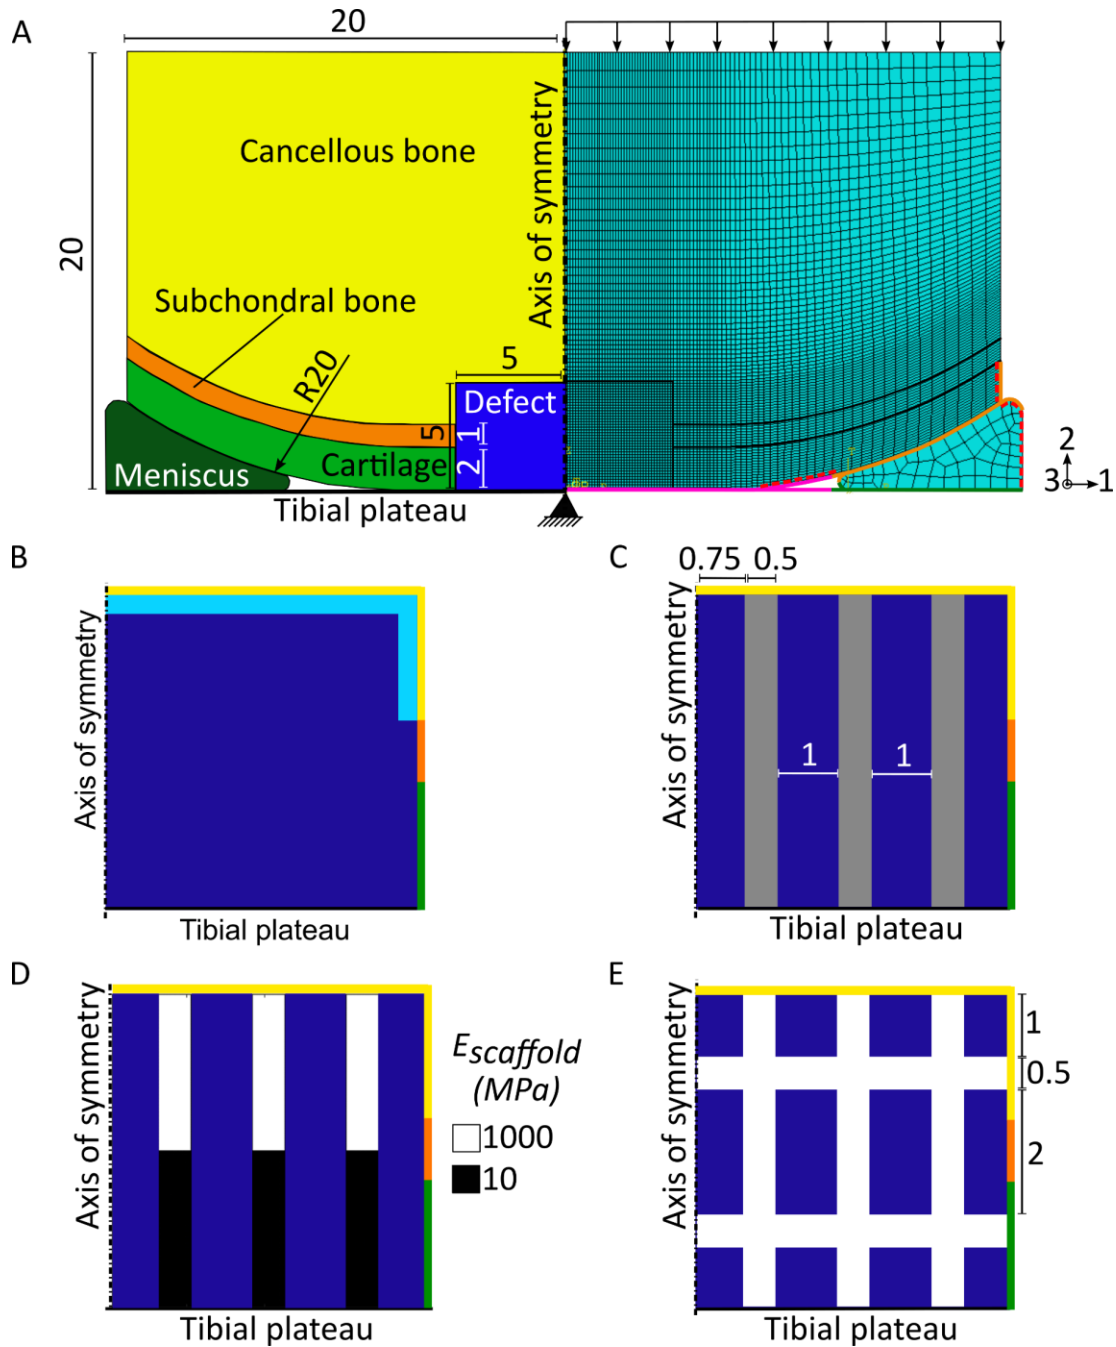 A
20
20
Cancellous bone
Axis of symmetry
Subchondral bone
R20
5
Defect
5
1
2
Cartilage
Meniscus
Tibial plateau
2
3
1
B
Axis of symmetry
Tibial plateau
C
0.75
0.5
Axis of symmetry
1
1
Tibial plateau
D
Axis of symmetry
Tibial plateau
Escaffold
(MPa)
1000
10
E
Axis of symmetry
1
0.5
2
Tibial plateau